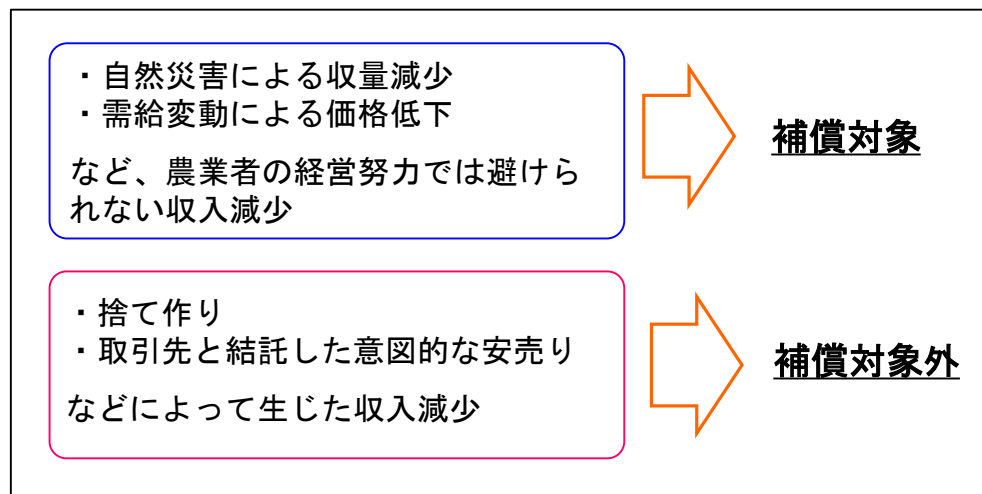 ・自然災害による収量減少
・需給変動による価格低下
など、農業者の経営努力では避けら
れない収入減少
補償対象
・捨て作り
・取引先と結託した意図的な安売り
などによって生じた収入減少
補償対象外